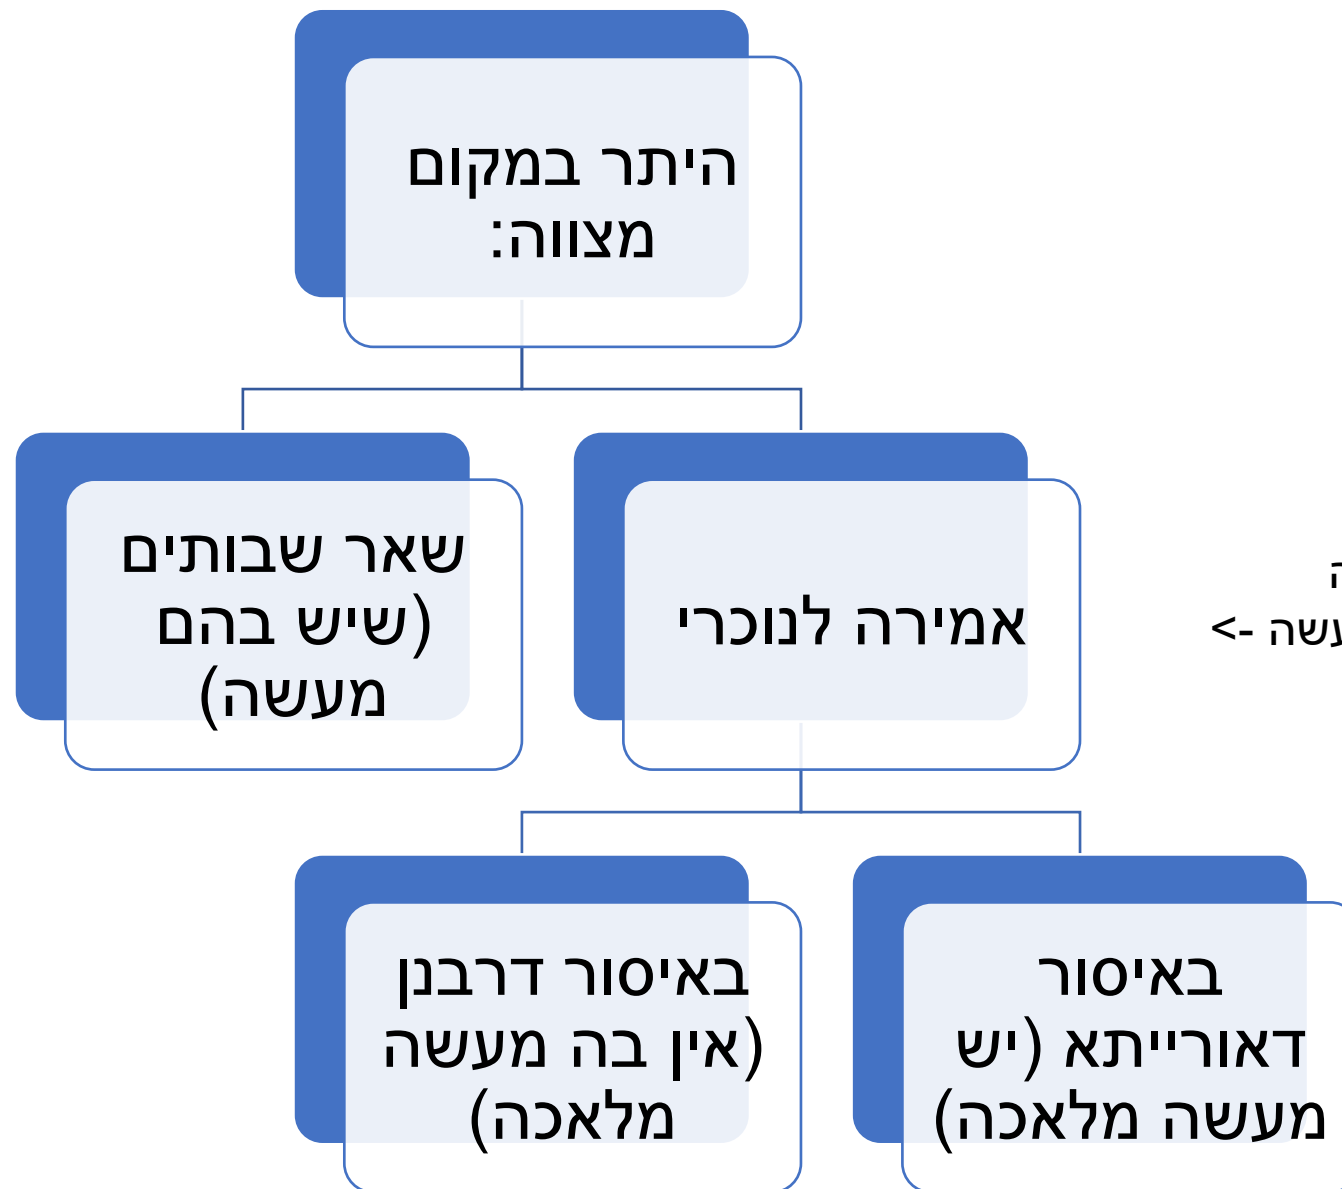 היתר במקום
מצווה:
אמירה לנוכרי
שאר שבותים
(שיש בהם
מעשה)
באיסור
דאורייתא (יש
מעשה מלאכה)
באיסור דרבנן
(אין בה מעשה
מלאכה)